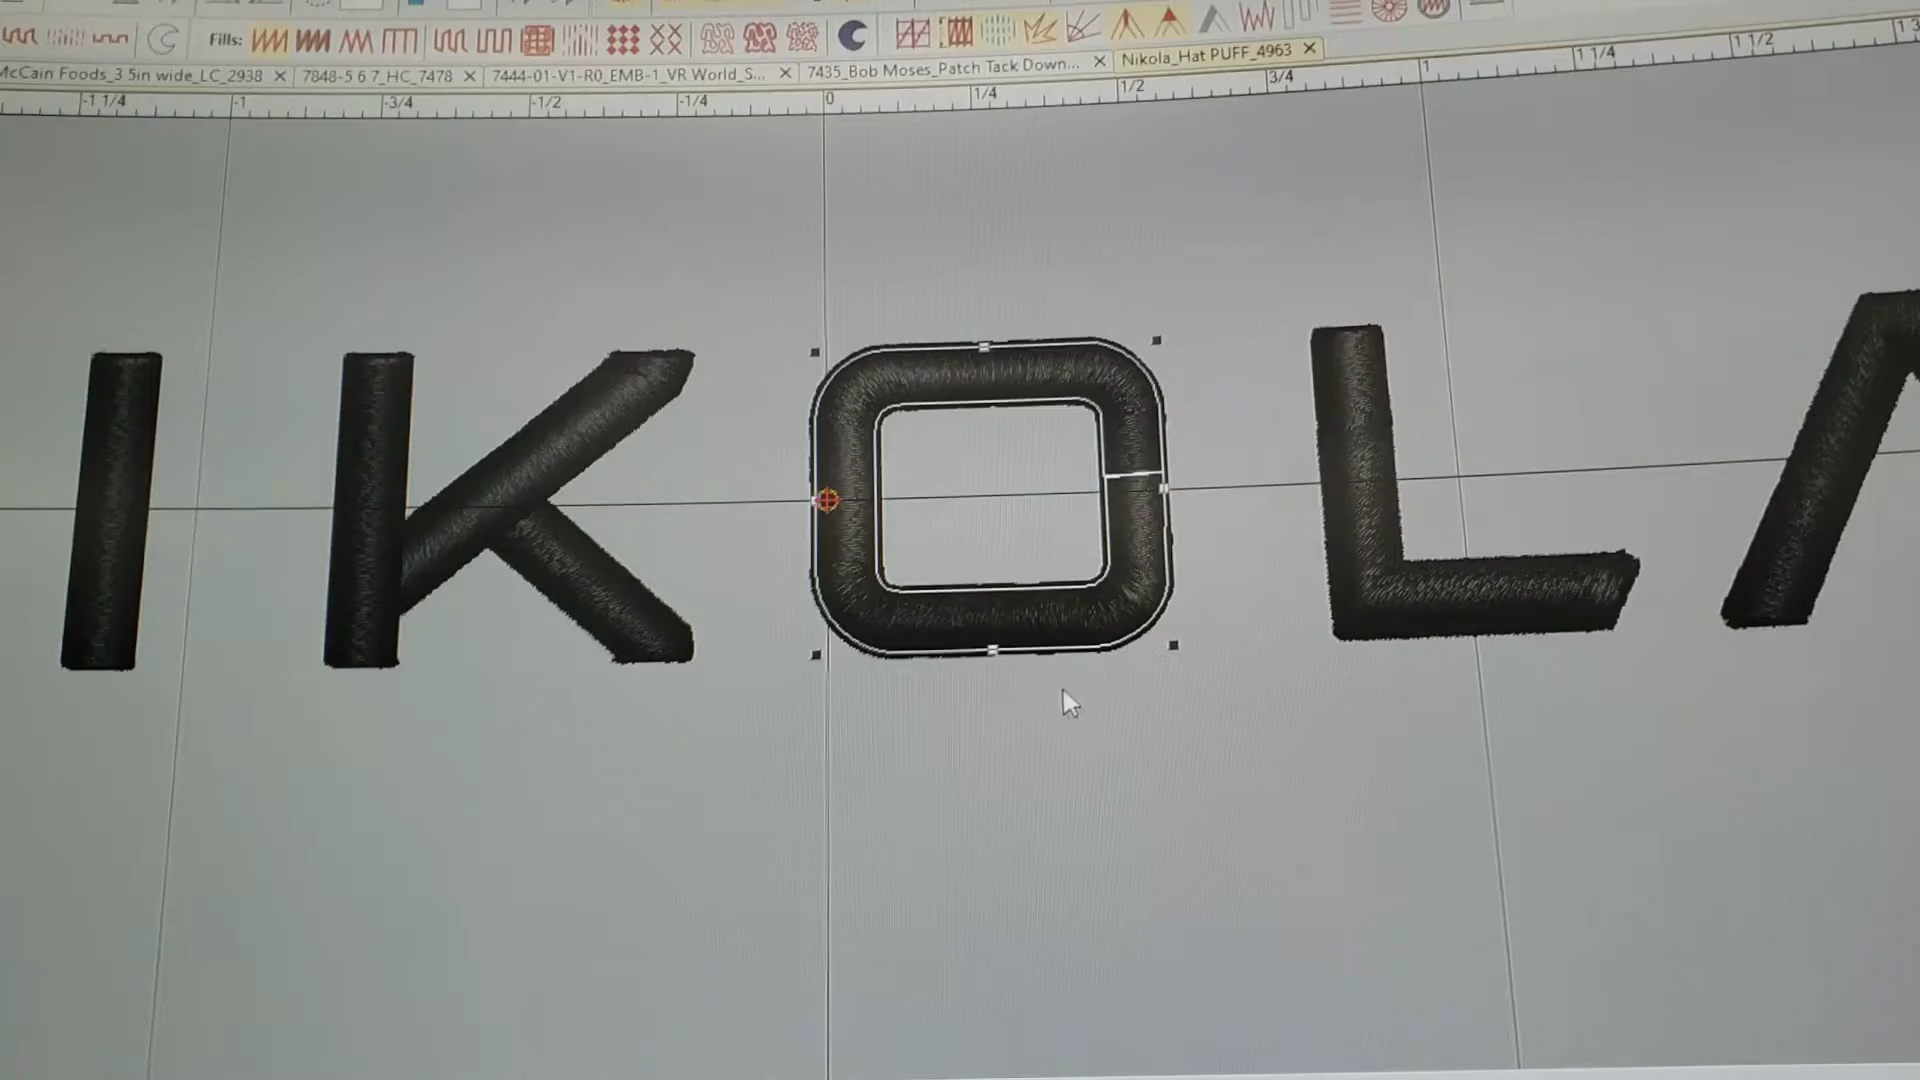 Fills:
McCain Foods_3 5in wide_LC_2938 × 7848-5 6 7_HC_7478 × 7444-01-V1-R0_EMB-1_VR World_S... × 7435_Bob Moses_Patch Tack Down... × Nikola_Hat PUFF_4963 ×
-1 1/4 -1 -3/4 -1/2 -1/4 0 1/4 1/2 3/4 1 1 1/4 1 1/2
IKOLA